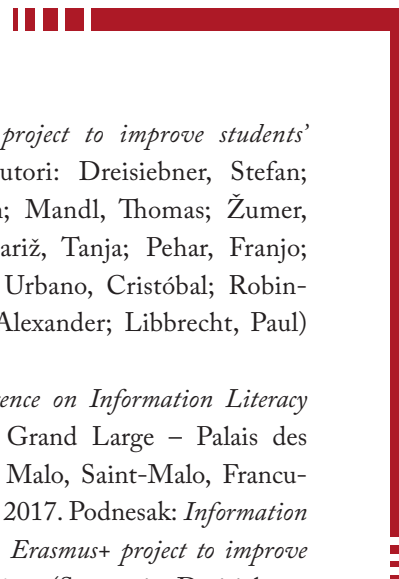 project to improve students’
utori: Dreisiebner, Stefan;
; Mandl, Thomas; Žumer,
ariž, Tanja; Pehar, Franjo;
Urbano, Cristóbal; Robin-
Alexander; Libbrecht, Paul)
ence on Information Literacy
Grand Large – Palais des
Malo, Saint-Malo, Francu-
2017. Podnesak: Information
Erasmus+ project to improve